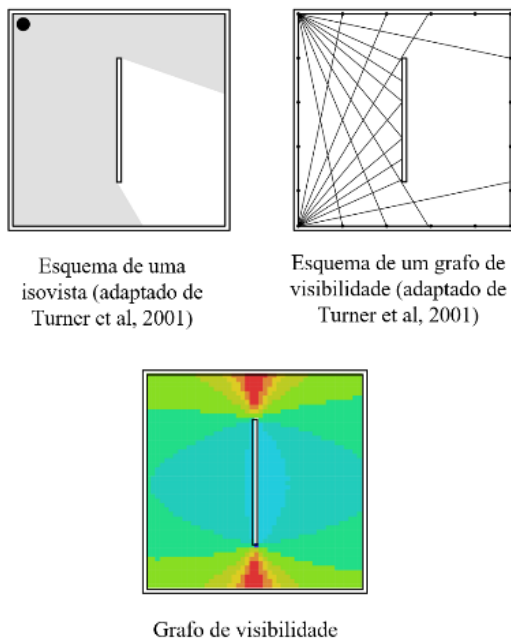 Esquema de uma
isovista (adaptado de
Turner et al, 2001)
Esquema de um grafo de
visibilidade (adaptado de
Turner et al, 2001)
Grafo de visibilidade